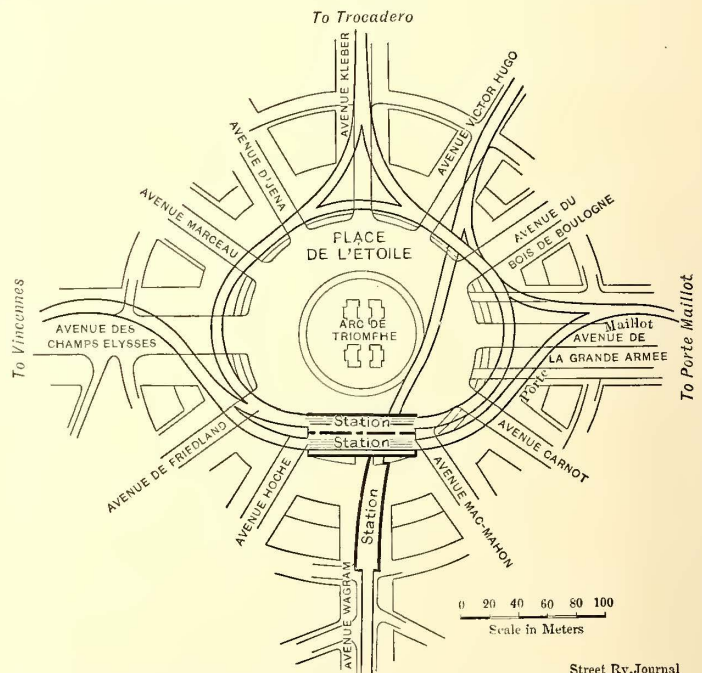 To Trocadero
AVENUE KLEBER
AVENUE VICTOR HUGO
AVENUE D'JENA
AVENUE DU
BOIS DE BOULOGNE
AVENUE MARCEAU
PLACE
DE L'ETOILE
To Vincennes
AVENUE DES
CHAMPS ELYSSES
ARC DE
TRIOMFHE
Porte Maillot
AVENUE DE
LA GRANDE ARMEE
To Porte Maillot
Station
Station
AVENUE DE FRIEDLAND
AVENUE HOCHE
AVENUE CARNOT
AVENUE MAC-MAHON
Station
AVENUE WAGRAM
0 20 40 60 80 100
Scale in Meters
Street Ry.Journal